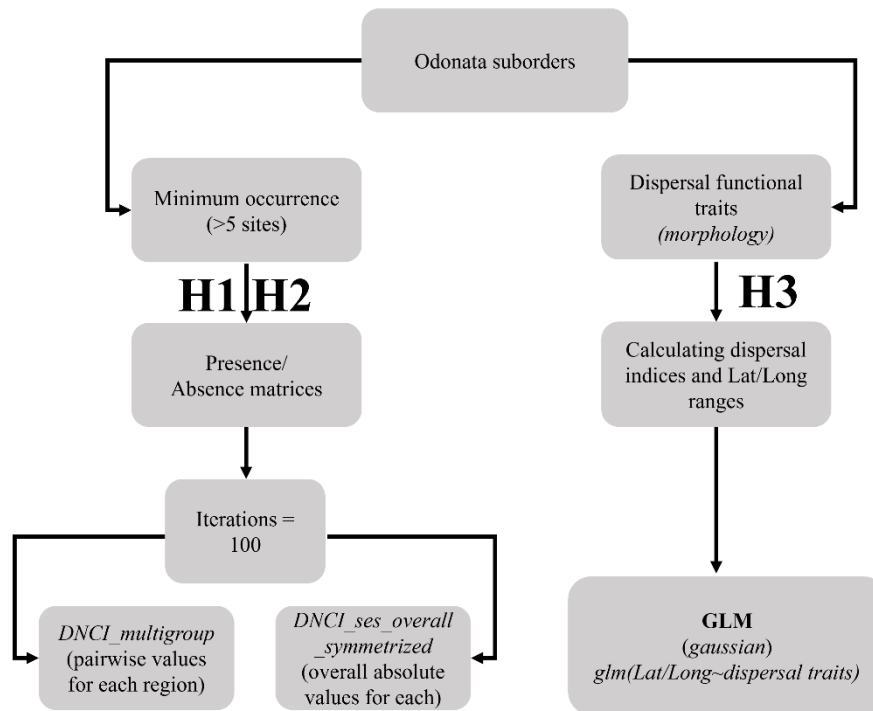 Odonata suborders
Minimum occurrence
(>5 sites)
H1 H2
Presence/
Absence matrices
Iterations =
100
DNCI_multigroup
(pairwise values
for each region)
DNCI_ses_overall
_symmetrized
(overall absolute
values for each)
Dispersal functional
traits
(morphology)
H3
Calculating dispersal
indices and Lat/Long
ranges
GLM
(gaussian)
glm(Lat/Long~dispersal traits)